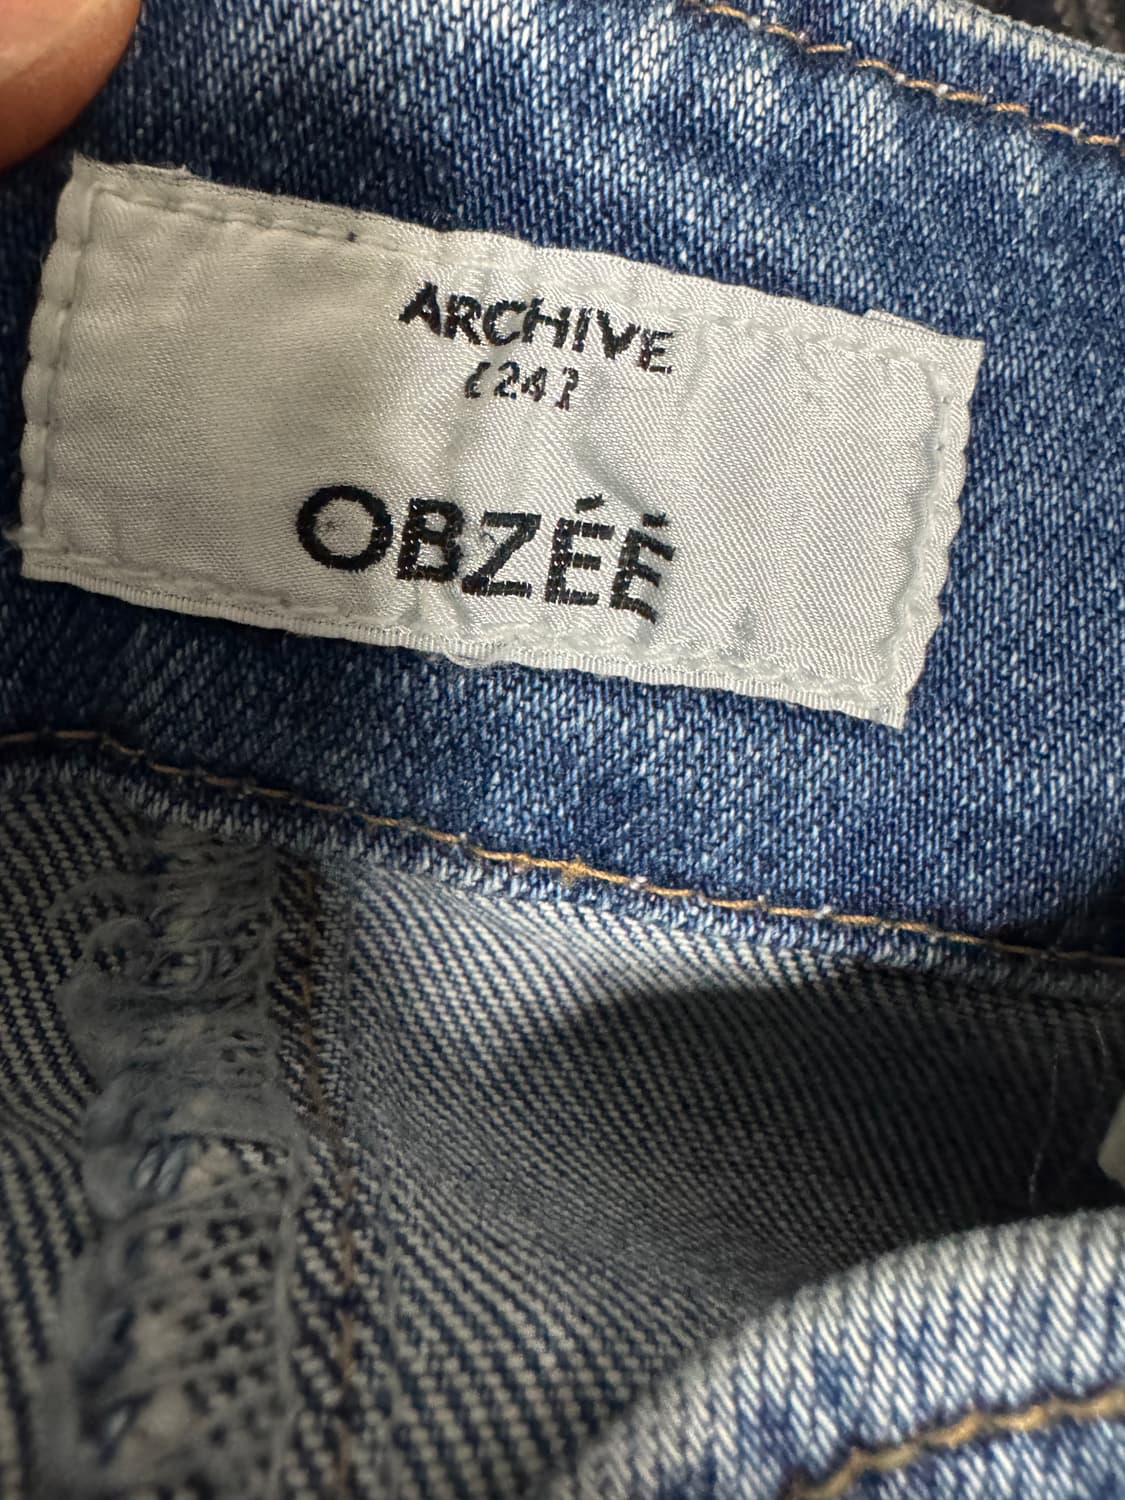 ARCHIVE
(24)
OBZÉÉ